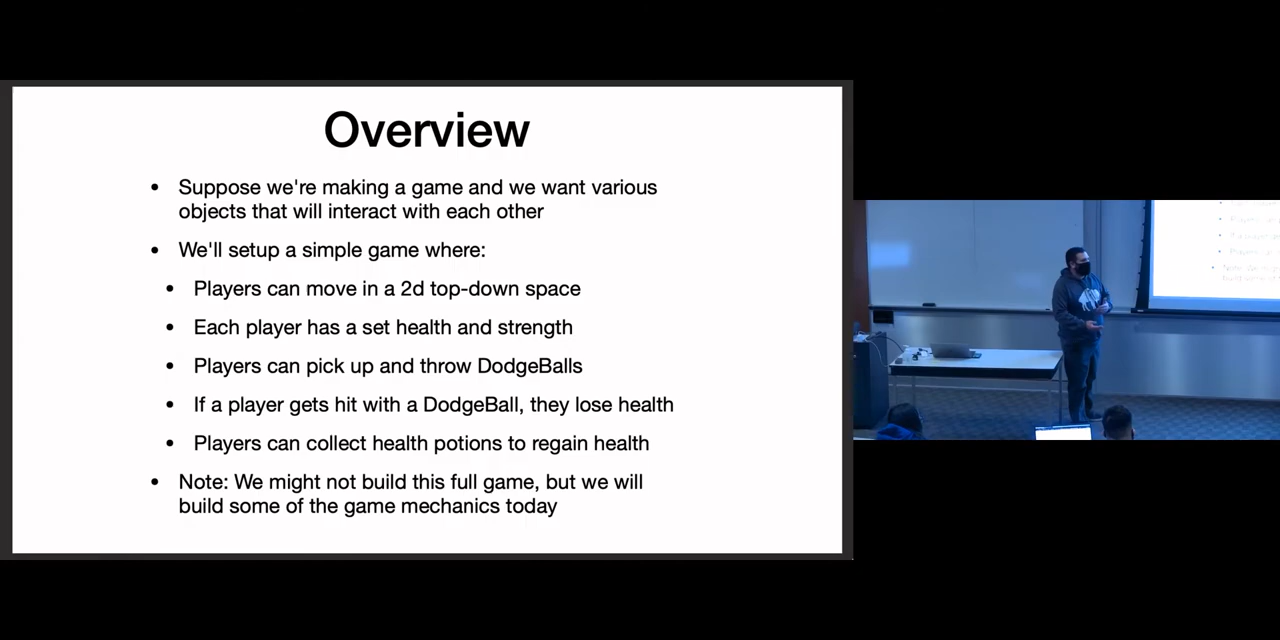 Overview
• Suppose we're making a game and we want various
objects that will interact with each other
• We'll setup a simple game where:
• Players can move in a 2d top-down space
• Each player has a set health and strength
• Players can pick up and throw DodgeBalls
• If a player gets hit with a DodgeBall, they lose health
• Players can collect health potions to regain health
• Note: We might not build this full game, but we will
build some of the game mechanics today